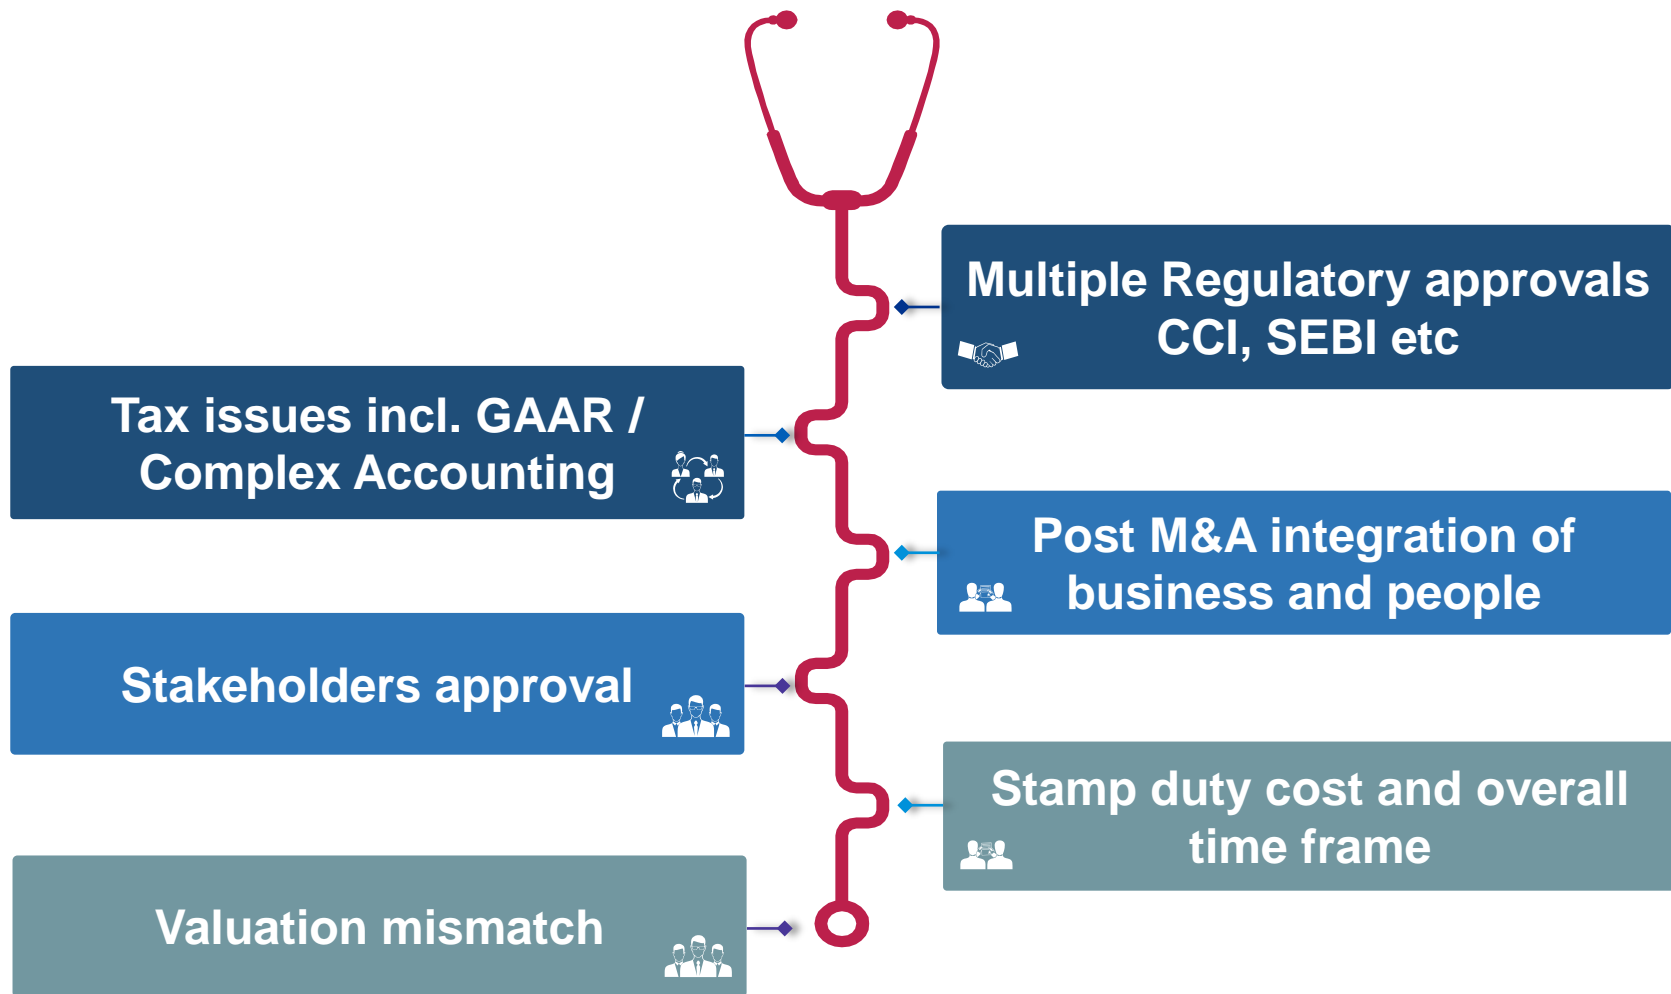 Multiple Regulatory approvals
CCI, SEBI etc
Tax issues incl. GAAR /
Complex Accounting
Post M&A integration of
business and people
Stakeholders approval
Stamp duty cost and overall
time frame
Valuation mismatch